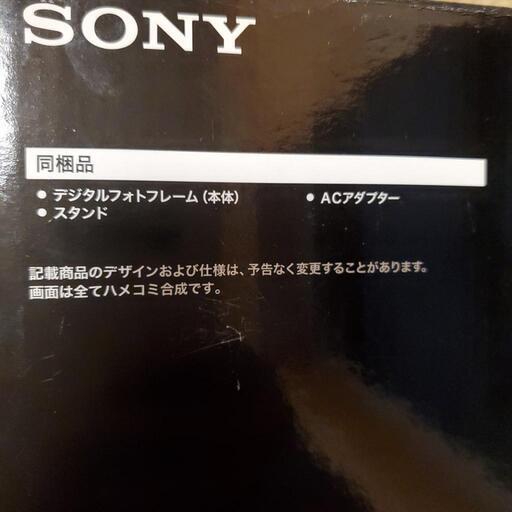 SONY
同梱品
● デジタルフォトフレーム（本体） ● ACアダプター
● スタンド
記載商品のデザインおよび仕様は、予告なく変更することがあります。
画面は全てハメコミ合成です。